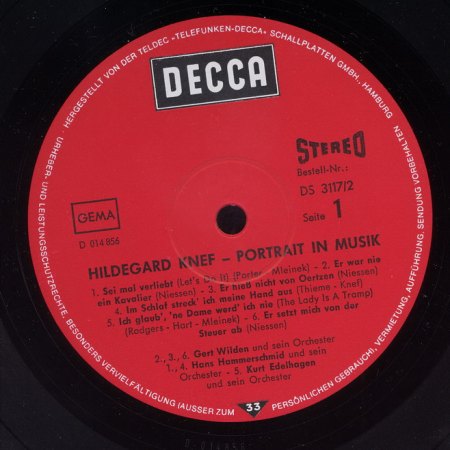 HERGESTELLT VON DER TELDEC »TELEFUNKEN-DECCA« SCHALLPLATTEN GMBH., HAMBURG
URHEBER- UND LEISTUNGSSCHUTZRECHTE, BESONDERS VERVIELFÄLTIGUNG (AUSSER ZUM PERSÖNLICHEN GEBRAUCH), VERMIETUNG, AUFFÜHRUNG, SENDUNG VORBEHALTEN
DECCA
STEREO
Bestell-Nr.:
DS 3117/2
Seite 1
GEMA
D 014 856
HILDEGARD KNEF – PORTRAIT IN MUSIK
1. Sei mal verliebt (Let's Do It) (Porter - Mleinek) - 2. Er war nie
ein Kavalier (Niessen) - 3. Er hieß nicht von Oertzen (Niessen)
4. Im Schlaf streck' ich meine Hand aus (Thieme - Knef)
5. Ich glaub', 'ne Dame werd' ich nie (The Lady Is A Tramp)
(Rodgers - Hart - Mleinek) - 6. Er setzt mich von der
Steuer ab (Niessen)
2., 3., 6. Gert Wilden und sein Orchester
1., 4. Hans Hammerschmid und sein
Orchester - 5. Kurt Edelhagen
und sein Orchester
33